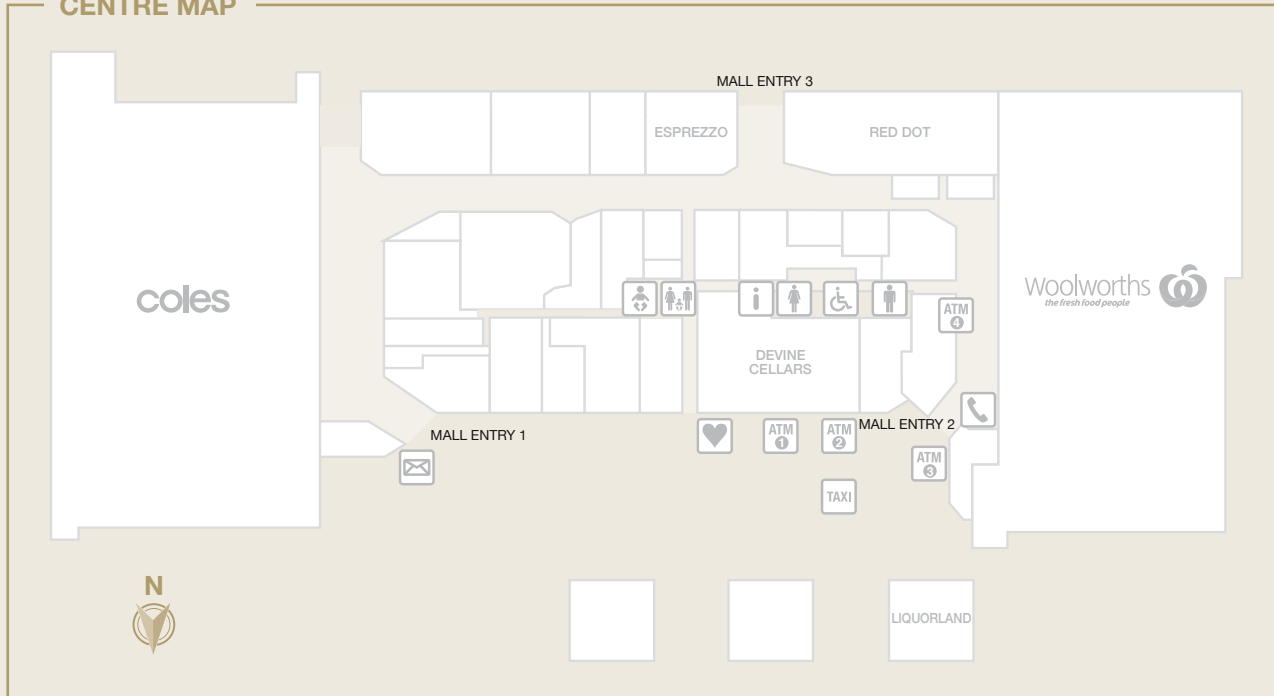 CENTRE MAP
MALL ENTRY 3
ESPREZZO
RED DOT
coles
Woolworths
the fresh food people
i
ATM
4
DEVINE
CELLARS
MALL ENTRY 1
ATM
1
ATM
2
MALL ENTRY 2
ATM
3
TAXI
N
LIQUORLAND